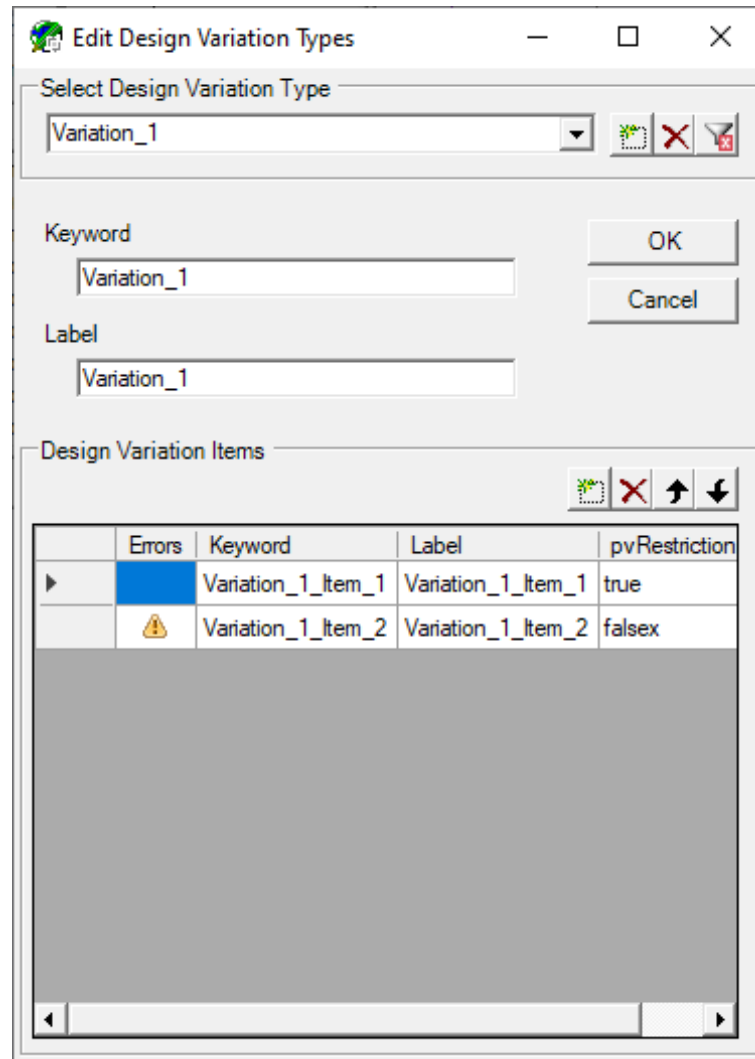 Edit Design Variation Types
Select Design Variation Type
Variation_1
Keyword
OK
Variation_1
Cancel
Label
Variation_1
Design Variation Items
Errors Keyword Label pvRestriction
Variation_1_Item_1 Variation_1_Item_1 true
Variation_1_Item_2 Variation_1_Item_2 falsex